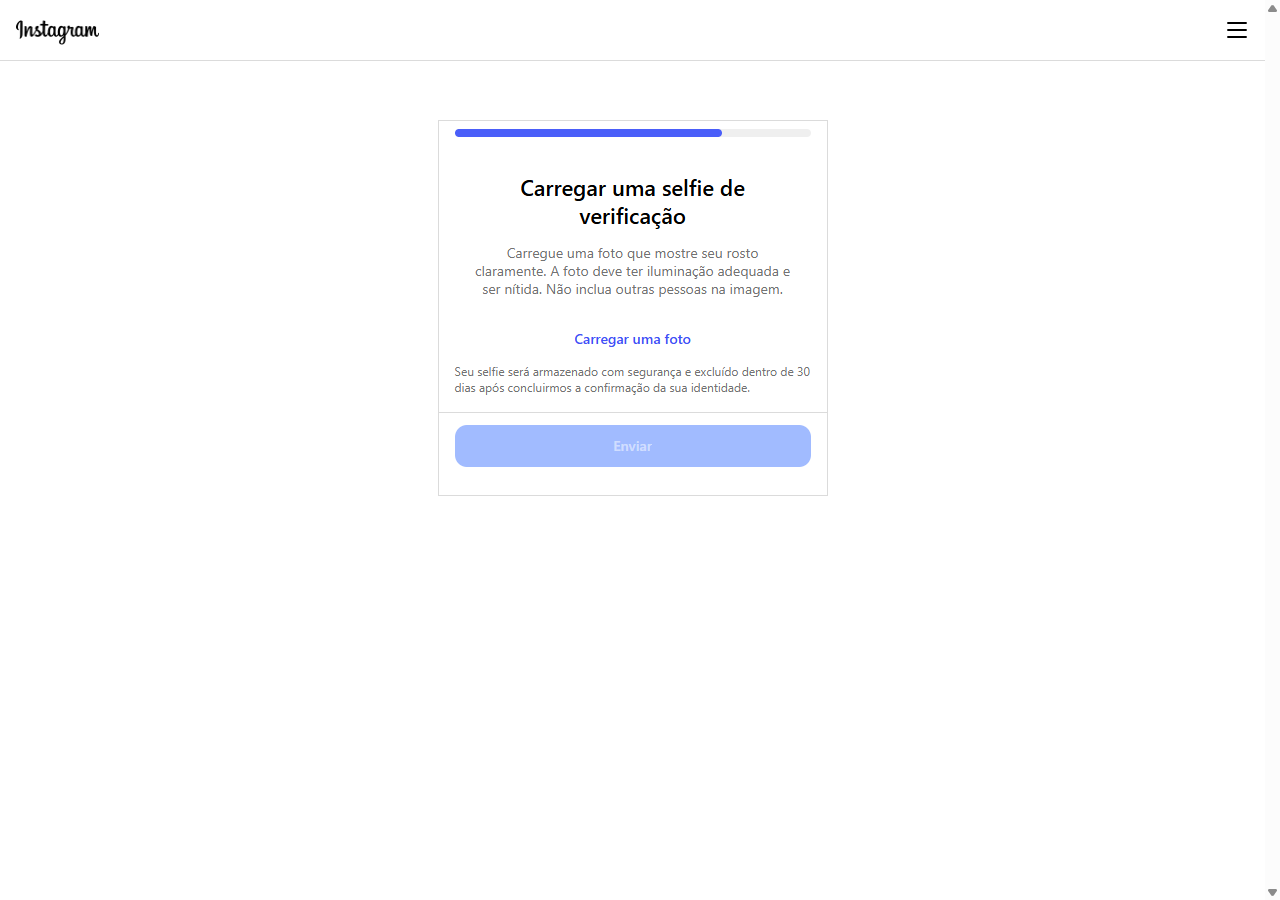 Instagram
Carregar uma selfie de
verificação
Carregue uma foto que mostre seu rosto
claramente. A foto deve ter iluminação adequada e
ser nítida. Não inclua outras pessoas na imagem.
Carregar uma foto
Seu selfie será armazenado com segurança e excluído dentro de 30
dias após concluirmos a confirmação da sua identidade.
Enviar